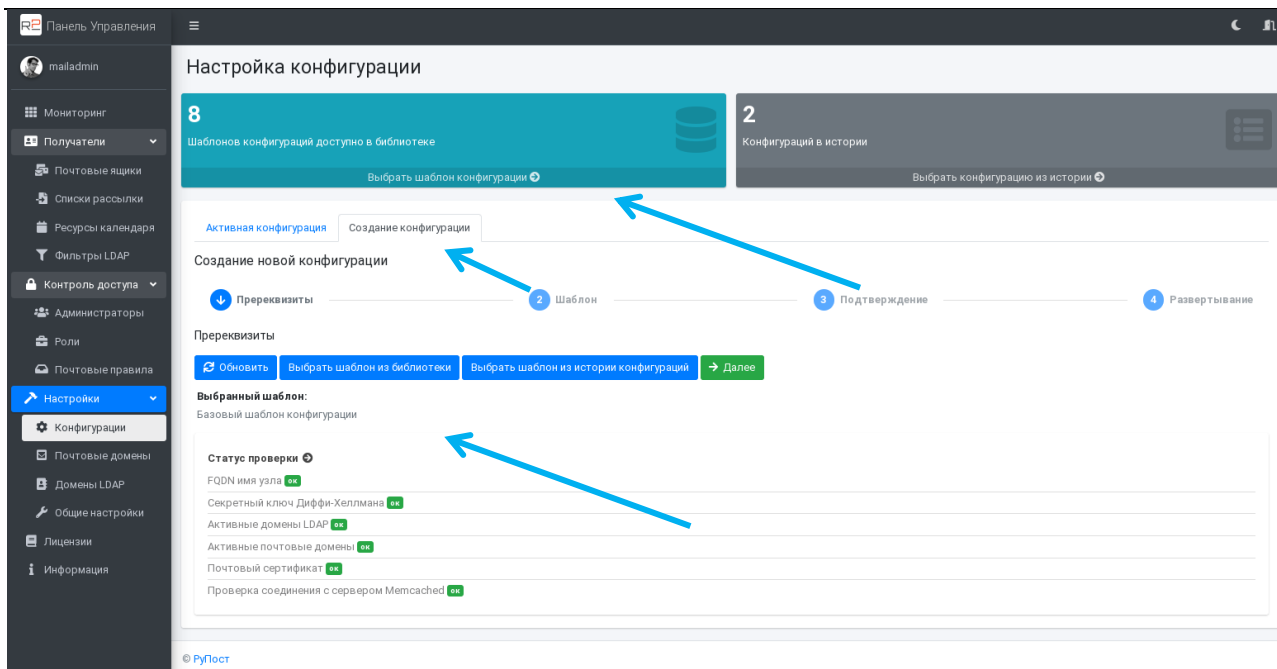 R2 Панель Управления
mailadmin
Мониторинг
Получатели
Почтовые ящики
Списки рассылки
Ресурсы календаря
Фильтры LDAP
Контроль доступа
Администраторы
Роли
Почтовые правила
Настройки
Конфигурации
Почтовые домены
Домены LDAP
Общие настройки
Лицензии
Информация
Настройка конфигурации
8
Шаблонов конфигураций доступно в библиотеке
Выбрать шаблон конфигурации
2
Конфигураций в истории
Выбрать конфигурацию из истории
Активная конфигурация Создание конфигурации
Создание новой конфигурации
Пререквизиты 2 Шаблон 3 Подтверждение 4 Развертывание
Пререквизиты
Обновить Выбрать шаблон из библиотеки Выбрать шаблон из истории конфигураций Далее
Выбранный шаблон:
Базовый шаблон конфигурации
Статус проверки
FQDN имя узла ок
Секретный ключ Диффи-Хеллмана ок
Активные домены LDAP ок
Активные почтовые домены ок
Почтовый сертификат ок
Проверка соединения с сервером Memcached ок
© РуПост